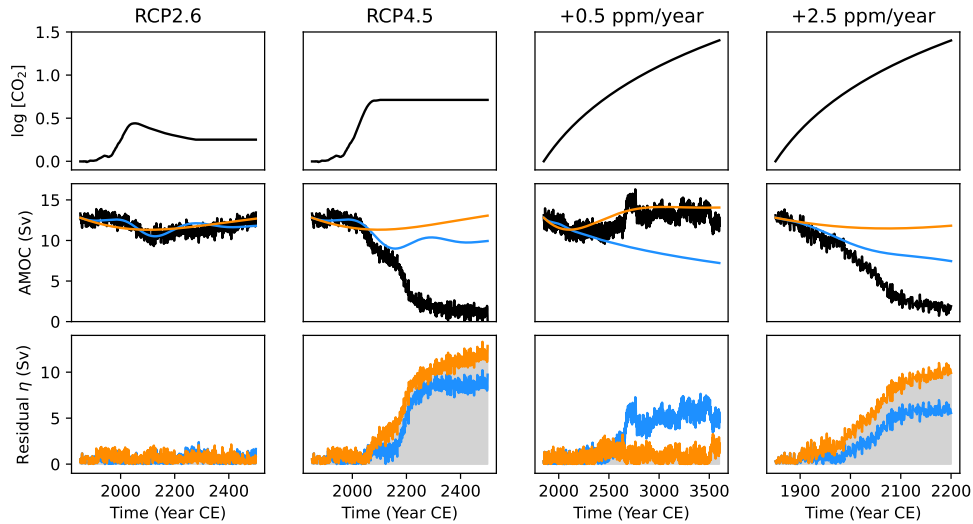 RCP2.6 RCP4.5 +0.5 ppm/year +2.5 ppm/year
log [CO₂]
1.5
1.0
0.5
0.0
AMOC (Sv)
15
10
5
0
Residual η (Sv)
10
5
0
2000 2200 2400 2000 2200 2400 2000 2500 3000 3500 1900 2000 2100 2200
Time (Year CE) Time (Year CE) Time (Year CE) Time (Year CE)